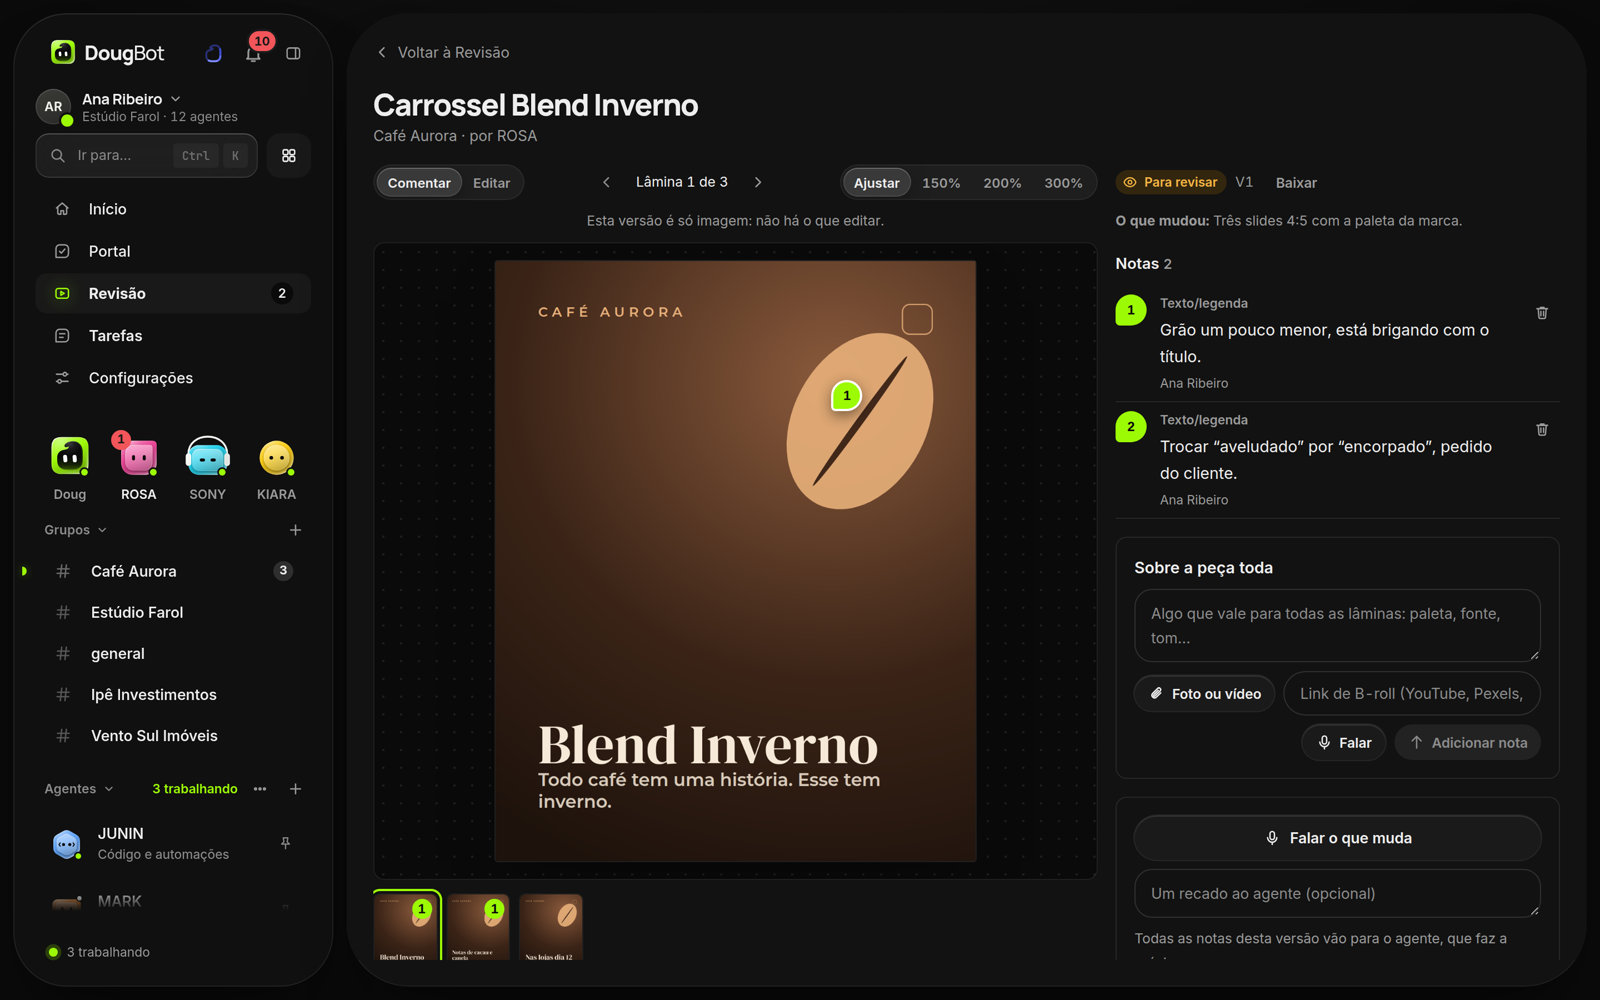 DougBot
10
AR
Ana Ribeiro
Estúdio Farol · 12 agentes
Ir para...
Ctrl
K
Início
Portal
Revisão
2
Tarefas
Configurações
1
Doug
ROSA
SONY
KIARA
Grupos
# Café Aurora
3
# Estúdio Farol
# general
# Ipê Investimentos
# Vento Sul Imóveis
Agentes
3 trabalhando
JUNIN
Código e automações
MARK
3 trabalhando
Voltar à Revisão
Carrossel Blend Inverno
Café Aurora · por ROSA
Comentar
Editar
Lâmina 1 de 3
Ajustar
150%
200%
300%
Esta versão é só imagem: não há o que editar.
CAFÉ AURORA
1
Blend Inverno
Todo café tem uma história. Esse tem
inverno.
1
Blend Inverno
1
Notas de cacau e
canela
Nas lojas dia 12
Para revisar
V1
Baixar
O que mudou: Três slides 4:5 com a paleta da marca.
Notas 2
1
Texto/legenda
Grão um pouco menor, está brigando com o
título.
Ana Ribeiro
2
Texto/legenda
Trocar “aveludado” por “encorpado”, pedido
do cliente.
Ana Ribeiro
Sobre a peça toda
Algo que vale para todas as lâminas: paleta, fonte,
tom...
Foto ou vídeo
Link de B-roll (YouTube, Pexels,
Falar
Adicionar nota
Falar o que muda
Um recado ao agente (opcional)
Todas as notas desta versão vão para o agente, que faz a